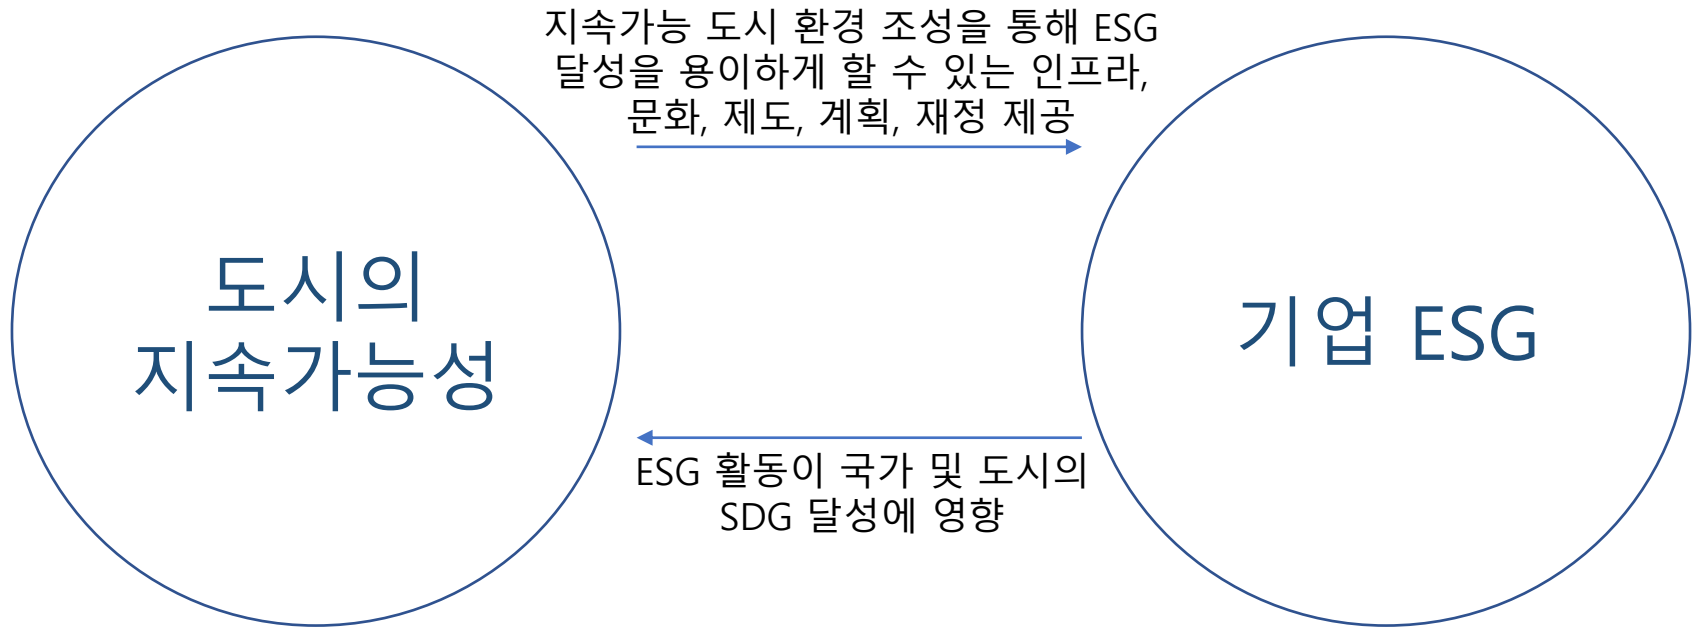 지속가능 도시 환경 조성을 통해 ESG
달성을 용이하게 할 수 있는 인프라,
문화, 제도, 계획, 재정 제공
도시의
지속가능성
기업 ESG
ESG 활동이 국가 및 도시의
SDG 달성에 영향